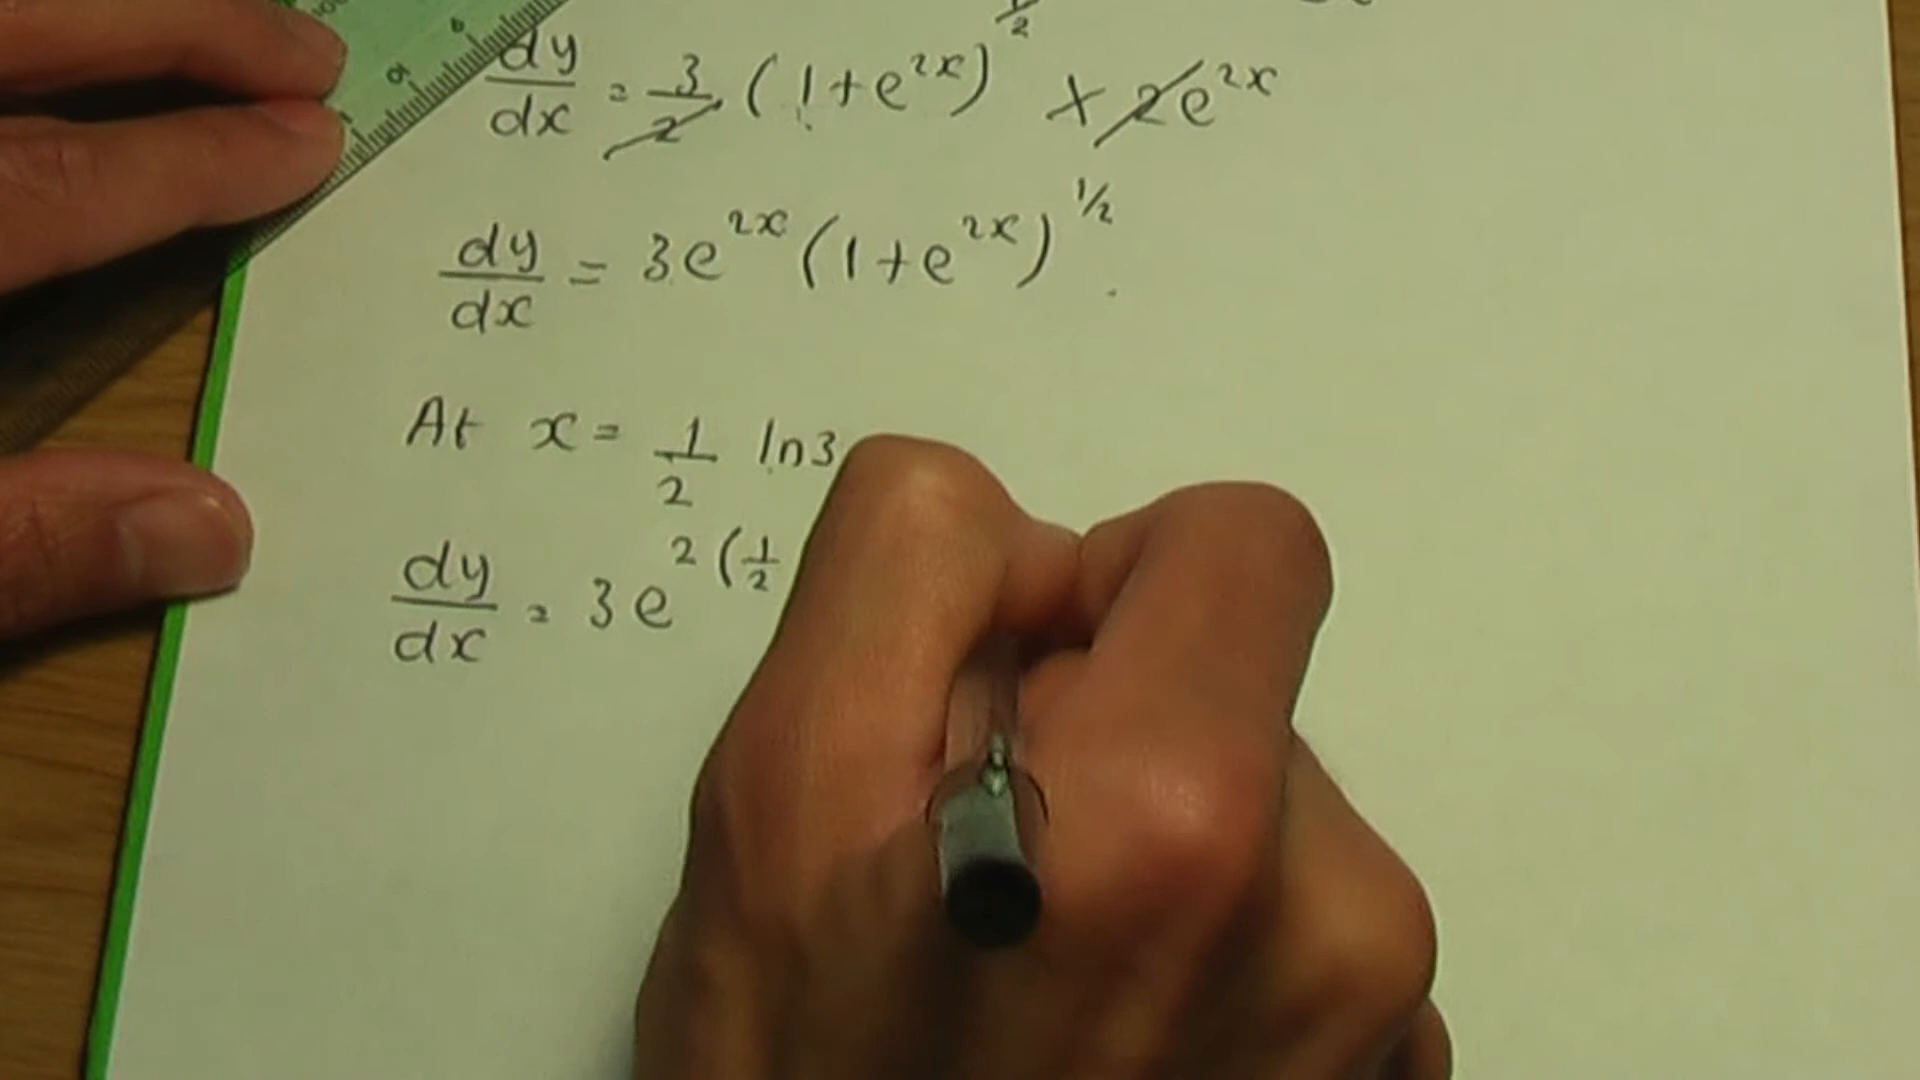 dy/dx = 3/2 (1+e^2x)^1/2 × 2e^2x
dy/dx = 3e^2x (1+e^2x)^1/2
At x = 1/2 ln3
dy/dx = 3e^2(1/2